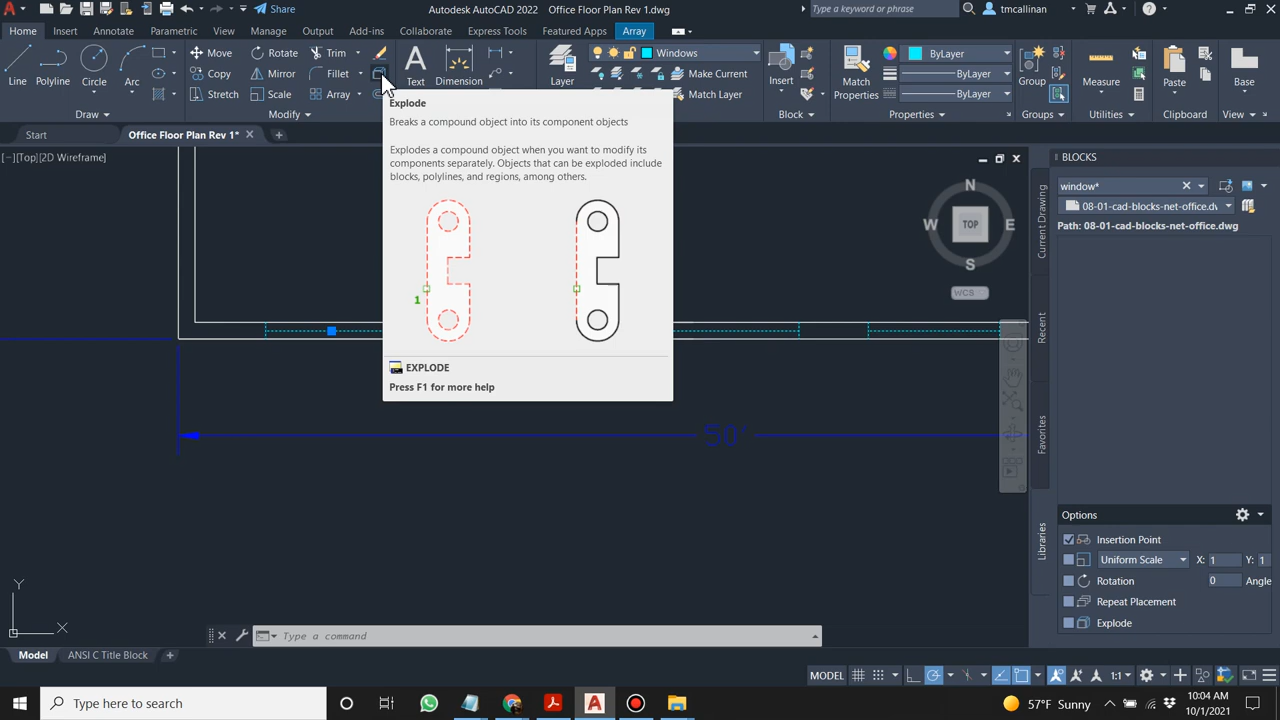 Share
Autodesk AutoCAD 2022 Office Floor Plan Rev 1.dwg
Type a keyword or phrase
tmcallinan
Home Insert Annotate Parametric View Manage Output Add-ins Collaborate Express Tools Featured Apps Array
Line Polyline Circle Arc
Move Rotate Trim
Copy Mirror Fillet
Stretch Scale Array
Text Dimension
Layer
Windows
Make Current
Match Layer
Insert
Match
Properties
ByLayer
ByLayer
ByLayer
Group
Measure
Paste
Base
Draw Modify Block Properties Groups Utilities Clipboard View
Start Office Floor Plan Rev 1*
[−][Top][2D Wireframe]
Explode
Breaks a compound object into its component objects
Explodes a compound object when you want to modify its
components separately. Objects that can be exploded include
blocks, polylines, and regions, among others.
1
EXPLODE
Press F1 for more help
N
W TOP E
S
WCS
50'
Y
X
BLOCKS
window*
08-01-cad-blocks-net-office.dw
Path: 08-01-cad-blocks-net-office.dwg
Current Drawing
Recent
Favorites
Libraries
Options
Insertion Point
Uniform Scale X: 1 Y: 1
Rotation 0 Angle
Repeat Placement
Explode
Type a command
Model ANSI C Title Block
MODEL 1:1
Type here to search
57°F Sunny
10:04 AM
10/1/2021